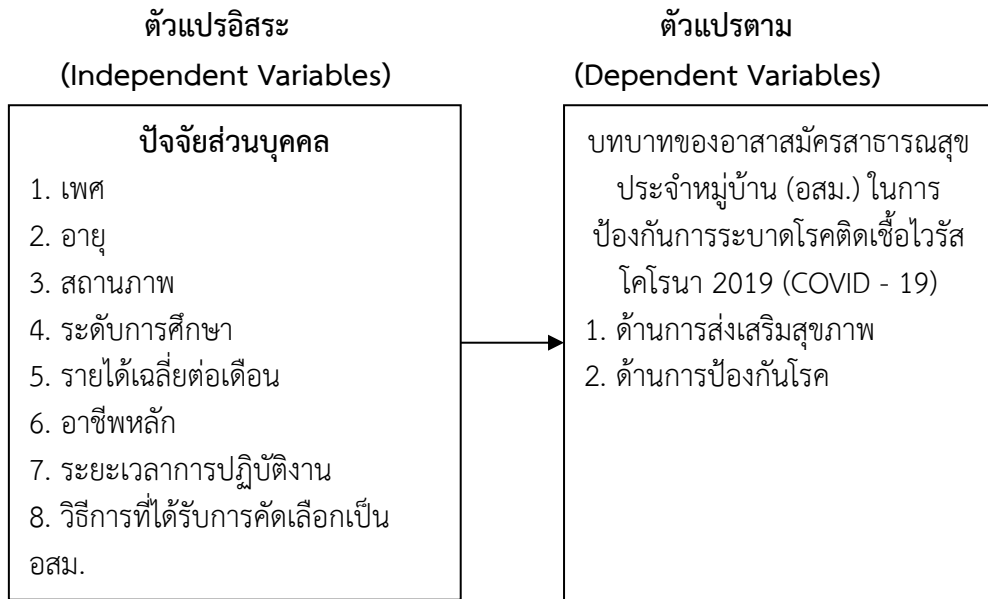 ตัวแปรอิสระ
(Independent Variables)
ปัจจัยส่วนบุคคล
1. เพศ
2. อายุ
3. สถานภาพ
4. ระดับการศึกษา
5. รายได้เฉลี่ยต่อเดือน
6. อาชีพหลัก
7. ระยะเวลาการปฏิบัติงาน
8. วิธีการที่ได้รับการคัดเลือกเป็น
อสม.
ตัวแปรตาม
(Dependent Variables)
บทบาทของอาสาสมัครสาธารณสุข
ประจำหมู่บ้าน (อสม.) ในการ
ป้องกันการระบาดโรคติดเชื้อไวรัส
โคโรนา 2019 (COVID - 19)
1. ด้านการส่งเสริมสุขภาพ
2. ด้านการป้องกันโรค